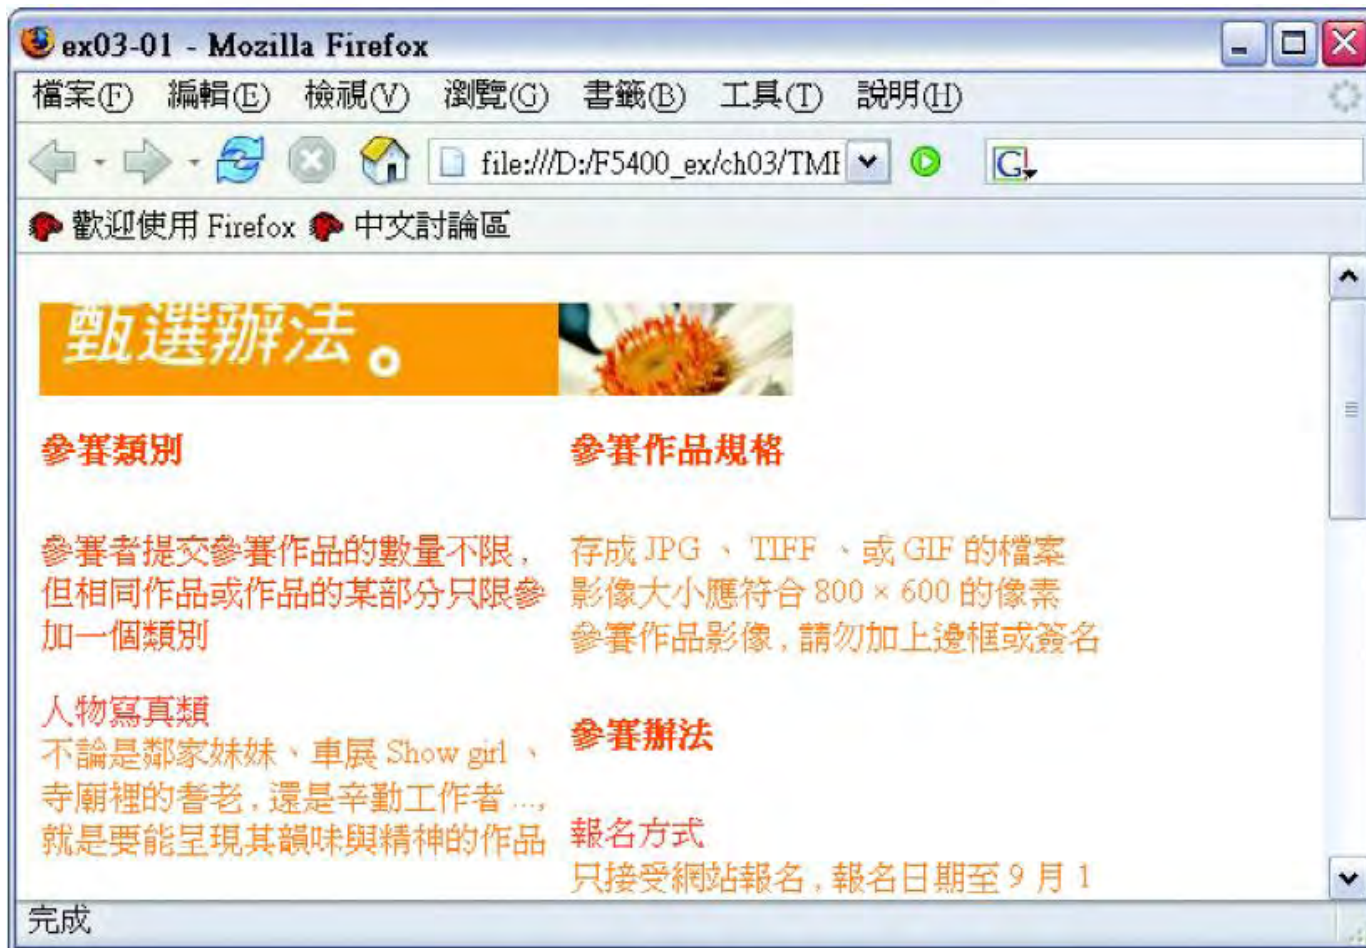 ex03-01 - Mozilla Firefox
檔案(F) 編輯(E) 檢視(V) 瀏覽(G) 書籤(B) 工具(T) 說明(H)
file:///D:/F5400_ex/ch03/TMP
G
歡迎使用 Firefox 中文討論區
甄選辦法。
參賽類別
參賽者提交參賽作品的數量不限,
但相同作品或作品的某部分只限參
加一個類別
人物寫真類
不論是鄰家妹妹、車展 Show girl 、
寺廟裡的耆老, 還是辛勤工作者 ...,
就是要能呈現其韻味與精神的作品
參賽作品規格
存成 JPG 、 TIFF 、或 GIF 的檔案
影像大小應符合 800 × 600 的像素
參賽作品影像, 請勿加上邊框或簽名
參賽辦法
報名方式
只接受網站報名, 報名日期至 9 月 1
完成